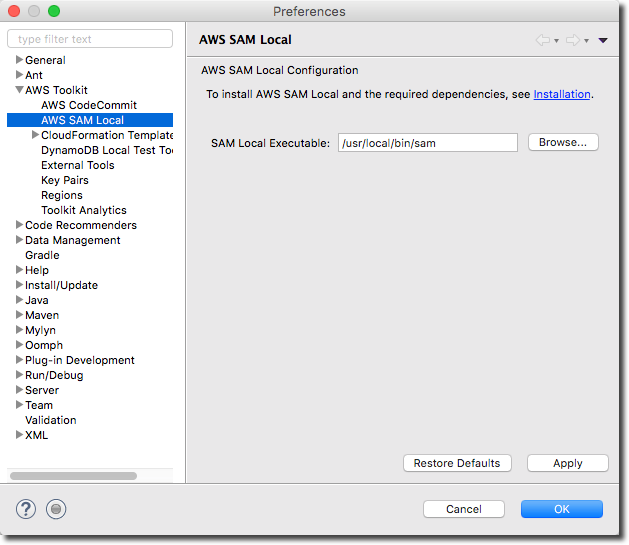 Preferences
type filter text
General
Ant
AWS Toolkit
AWS CodeCommit
AWS SAM Local
CloudFormation Template
DynamoDB Local Test Too
External Tools
Key Pairs
Regions
Toolkit Analytics
Code Recommenders
Data Management
Gradle
Help
Install/Update
Java
Maven
Mylyn
Oomph
Plug-in Development
Run/Debug
Server
Team
Validation
XML
AWS SAM Local
AWS SAM Local Configuration
To install AWS SAM Local and the required dependencies, see Installation.
SAM Local Executable: /usr/local/bin/sam Browse...
Restore Defaults Apply
? Cancel OK